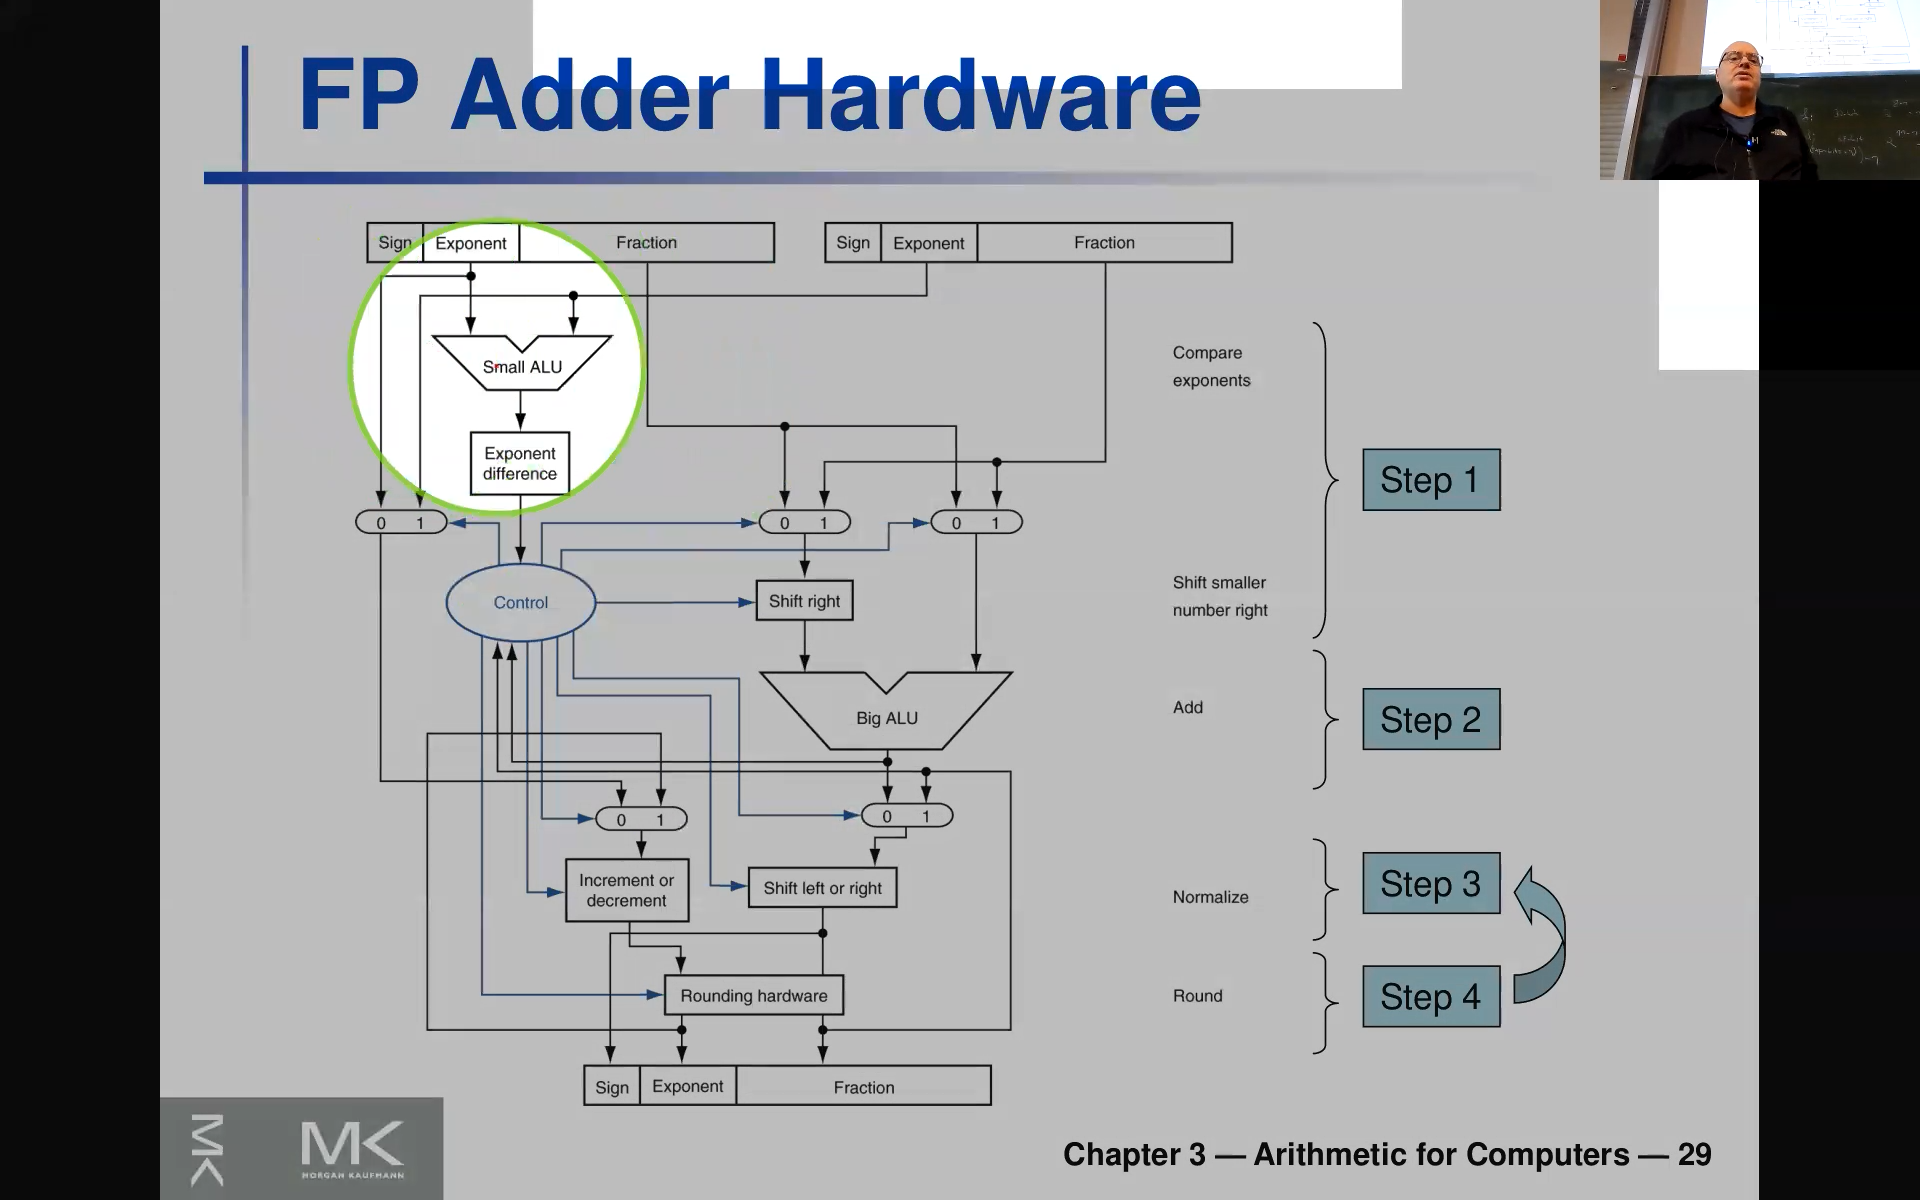 FP Adder Hardware
Sign Exponent Fraction
Sign Exponent Fraction
Small ALU
Compare
exponents
Exponent
difference
Step 1
0 1
0 1
0 1
Control
Shift right
Shift smaller
number right
Big ALU
Add
Step 2
0 1
0 1
Increment or
decrement
Shift left or right
Normalize
Step 3
Rounding hardware
Round
Step 4
Sign Exponent Fraction
MK
MK
MORGAN KAUFMANN
Chapter 3 — Arithmetic for Computers — 29